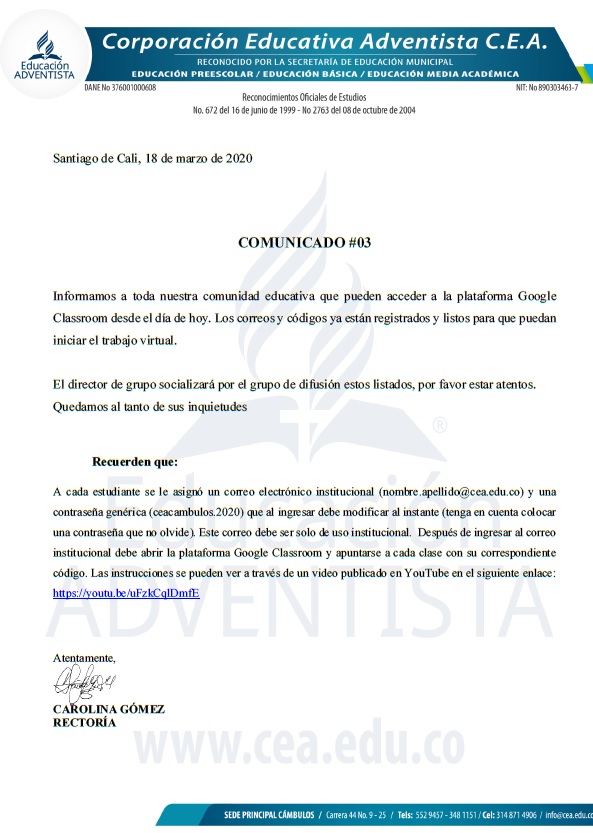 Corporación Educativa Adventista C.E.A.
RECONOCIDO POR LA SECRETARÍA DE EDUCACIÓN MUNICIPAL
EDUCACIÓN PREESCOLAR / EDUCACIÓN BÁSICA / EDUCACIÓN MEDIA ACADÉMICA
Educación
ADVENTISTA
DANE No 376001000608
NIT: No 890303463-7
Reconocimientos Oficiales de Estudios
No. 672 del 16 de junio de 1999 - No 2763 del 08 de octubre de 2004
Santiago de Cali, 18 de marzo de 2020
COMUNICADO #03
Informamos a toda nuestra comunidad educativa que pueden acceder a la plataforma Google
Classroom desde el día de hoy. Los correos y códigos ya están registrados y listos para que puedan
iniciar el trabajo virtual.
El director de grupo socializará por el grupo de difusión estos listados, por favor estar atentos.
Quedamos al tanto de sus inquietudes
®
Recuerden que:
A cada estudiante se le asignó un correo electrónico institucional (nombre.apellido@cea.edu.co) y una
contraseña genérica (ceacambulos.2020) que al ingresar debe modificar al instante (tenga en cuenta colocar
una contraseña que no olvide). Este correo debe ser solo de uso institucional. Después de ingresar al correo
institucional debe abrir la plataforma Google Classroom y apuntarse a cada clase con su correspondiente
código. Las instrucciones se pueden ver a través de un video publicado en YouTube en el siguiente enlace:
https://youtu.be/uFzkCqlDmfE
Educación
ADVENTISTA
Atentamente,
CAROLINA GÓMEZ
RECTORÍA
www.cea.edu.co
SEDE PRINCIPAL CÁMBULOS / Carrera 44 No. 9 - 25 / Tels: 552 9457 - 348 1151 / Cel: 314 871 4906 / info@cea.edu.co